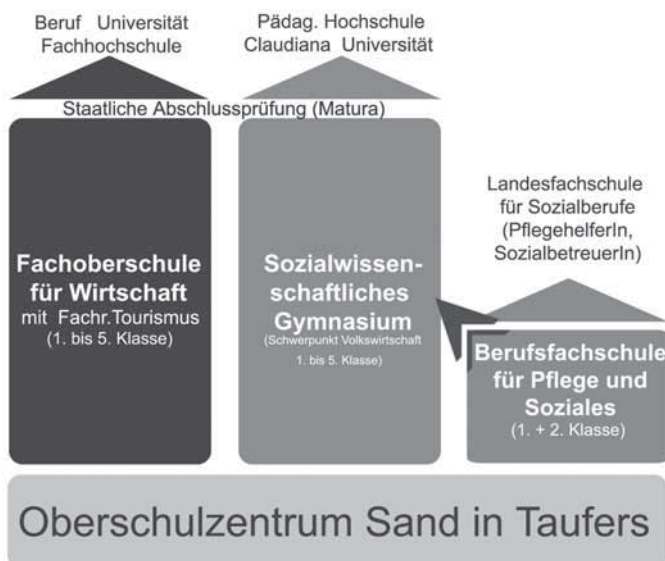 Beruf Universität
Fachhochschule
Pädag. Hochschule
Claudiana Universität
Staatliche Abschlussprüfung (Matura)
Fachoberschule
für Wirtschaft
mit Fachr.Tourismus
(1. bis 5. Klasse)
Sozialwissen-
schaftliches
Gymnasium
(Schwerpunkt Volkswirtschaft
1. bis 5. Klasse)
Landesfachschule
für Sozialberufe
(PflegehelferIn,
SozialbetreuerIn)
Berufsfachschule
für Pflege und
Soziales
(1. + 2. Klasse)
Oberschulzentrum Sand in Taufers